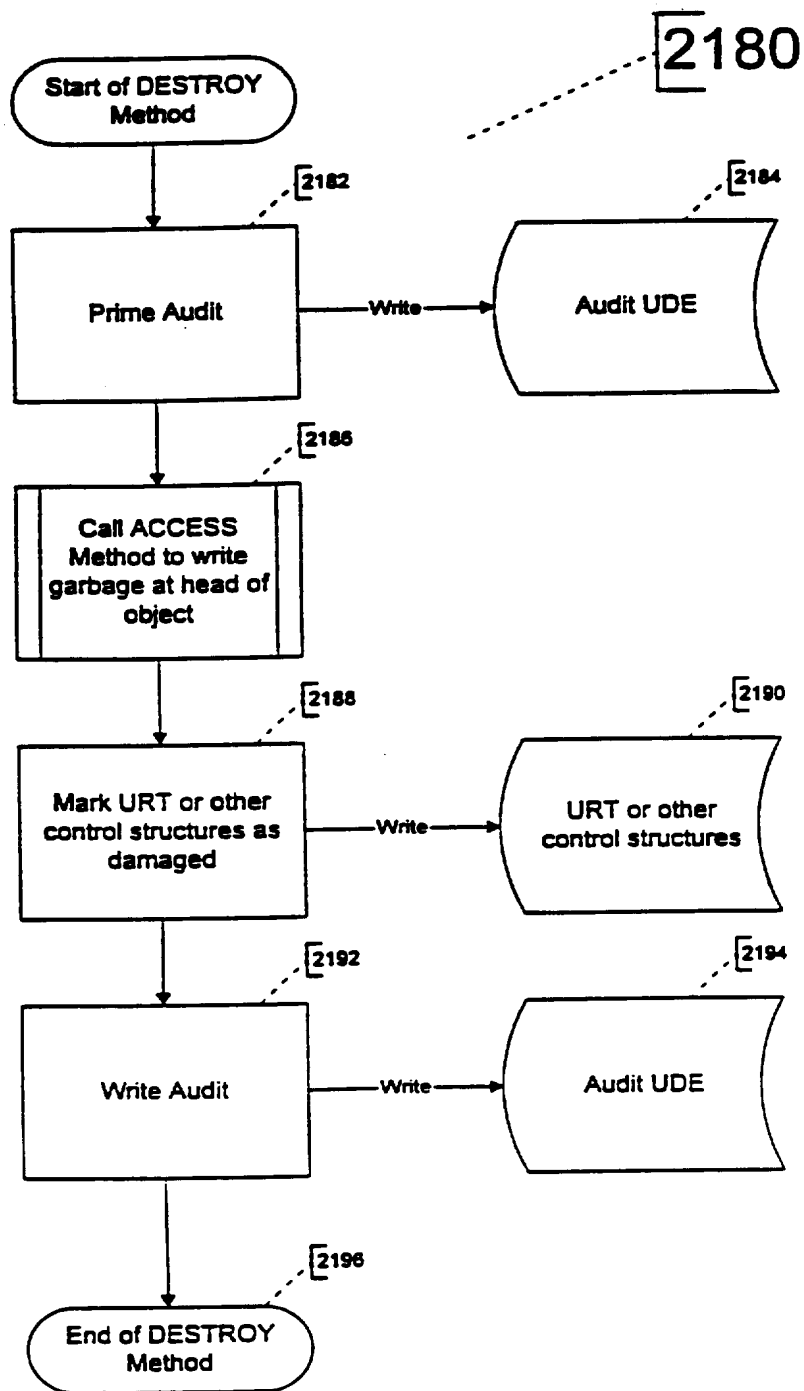 2180
Start of DESTROY
Method
2182
2184
Prime Audit
Write
Audit UDE
2186
Call ACCESS
Method to write
garbage at head of
object
2188
2190
Mark URT or other
control structures as
damaged
Write
URT or other
control structures
2192
2194
Write Audit
Write
Audit UDE
2196
End of DESTROY
Method